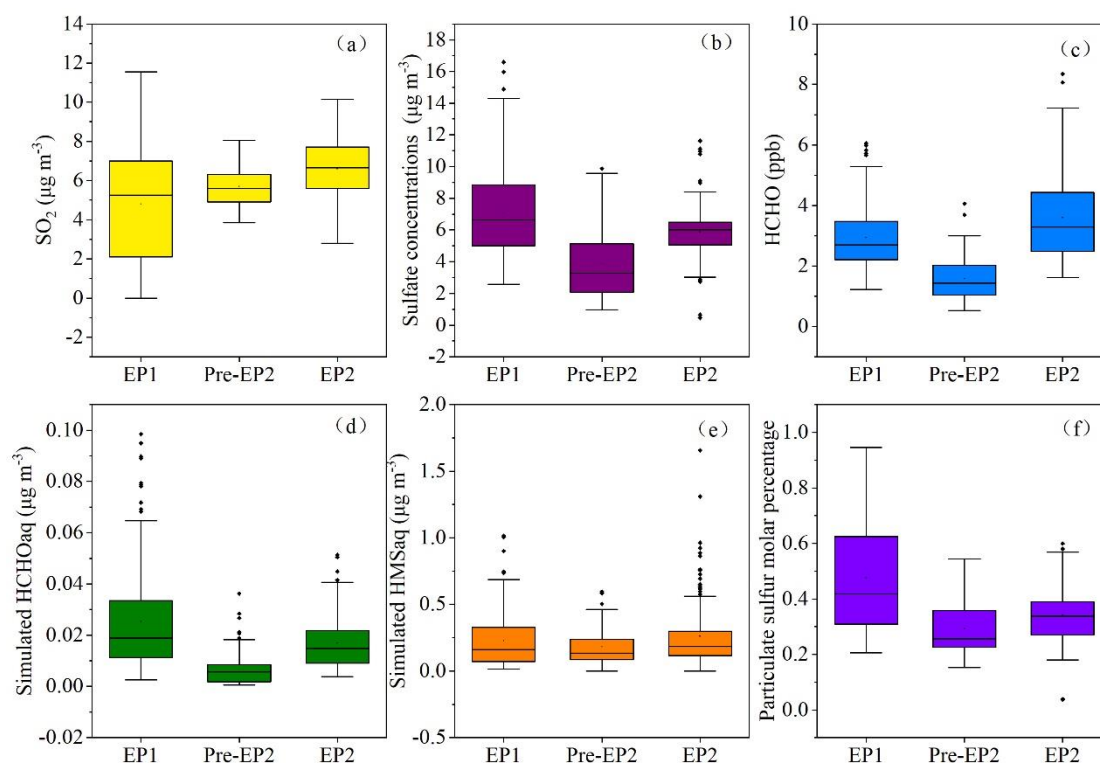 14
12
10
8
6
4
2
0
-2
SO₂ (μg m⁻³)
（a）
EP1 Pre-EP2 EP2
18
16
14
12
10
8
6
4
2
0
-2
Sulfate concentrations (μg m⁻³)
（b）
EP1 Pre-EP2 EP2
10
8
6
4
2
0
HCHO (ppb)
（c）
EP1 Pre-EP2 EP2
0.10
0.08
0.06
0.04
0.02
0.00
-0.02
Simulated HCHOaq (μg m⁻³)
（d）
EP1 Pre-EP2 EP2
2.0
1.5
1.0
0.5
0.0
-0.5
Simulated HMSaq (μg m⁻³)
（e）
EP1 Pre-EP2 EP2
1.0
0.8
0.6
0.4
0.2
0.0
Particulate sulfur molar percentage
（f）
EP1 Pre-EP2 EP2